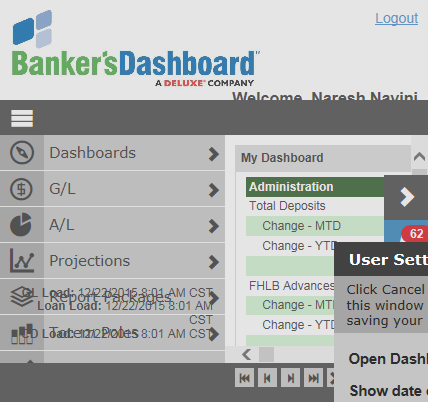 Logout
Banker'sDashboard™
A DELUXE® COMPANY
Welcome, Naresh Navini
Dashboards
G/L
A/L
Projections
Report Packages
GL Load: 12/22/2015 8:01 AM CST
Loan Load: 12/22/2015 8:01 AM
CST
Totem Poles
CD Load: 12/22/2015 8:01 AM CST
My Dashboard
Administration
Total Deposits
Change - MTD
Change - YTD
FHLB Advances
Change - MTD
Change - YTD
62
User Sett
Click Cancel
this window
saving your
Open Dashl
Show date